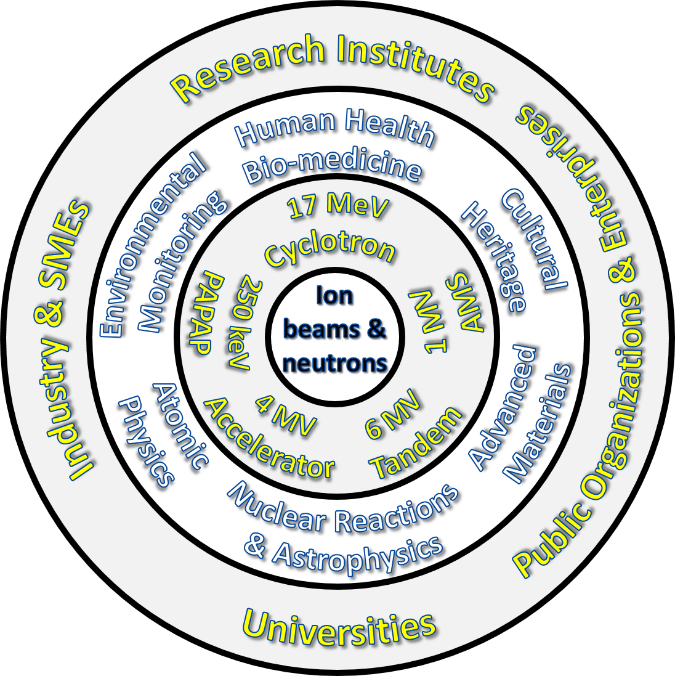 Research Institutes
Public Organizations & Enterprises
Universities
Industry & SMEs
Human Health
Bio-medicine
Cultural
Heritage
Advanced
Materials
Nuclear Reactions
& Astrophysics
Atomic
Physics
Environmental
Monitoring
17 MeV
Cyclotron
1 MV
AMS
6 MV
Tandem
4 MV
Accelerator
250 keV
PAPAP
Ion
beams &
neutrons